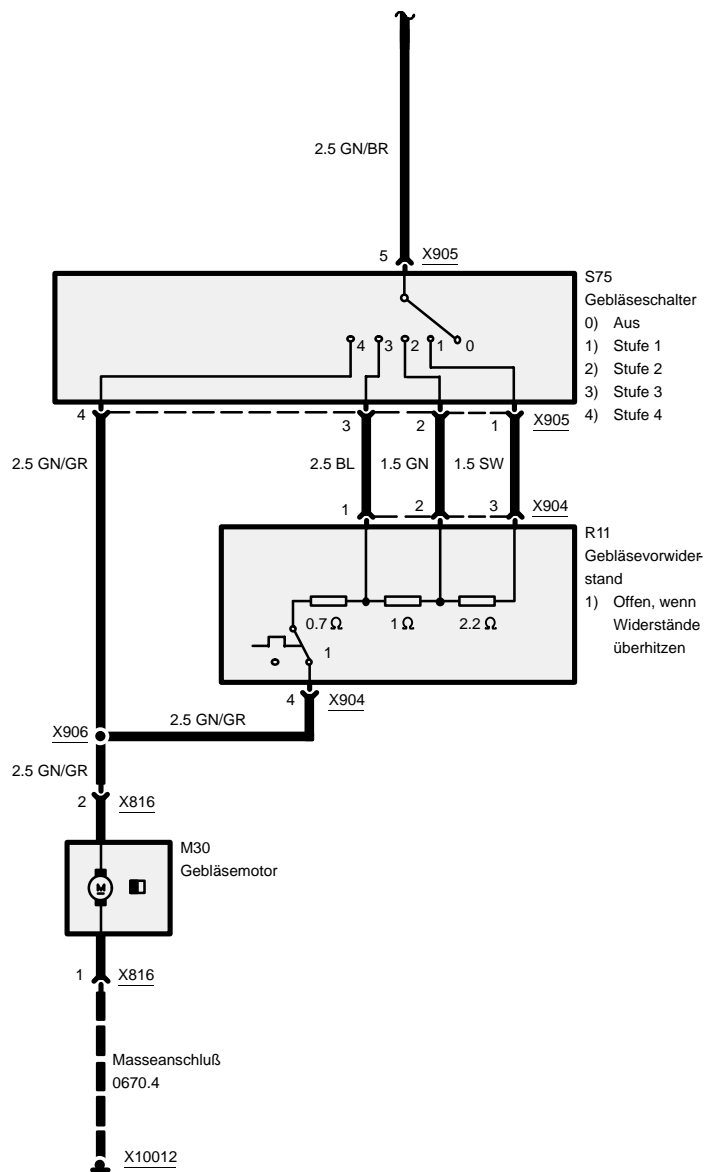 2.5 GN/BR
5 X905
S75
Gebläseschalter
0) Aus
1) Stufe 1
2) Stufe 2
3) Stufe 3
4) Stufe 4
4 3 2 1 0
4 3 2 1 X905
2.5 GN/GR 2.5 BL 1.5 GN 1.5 SW
1 2 3 X904
R11
Gebläsevorwider-
stand
1) Offen, wenn
Widerstände
überhitzen
0.7 Ω 1 Ω 2.2 Ω
1
4 X904
2.5 GN/GR
X906
2.5 GN/GR
2 X816
M30
Gebläsemotor
M
1 X816
Masseanschluß
0670.4
X10012